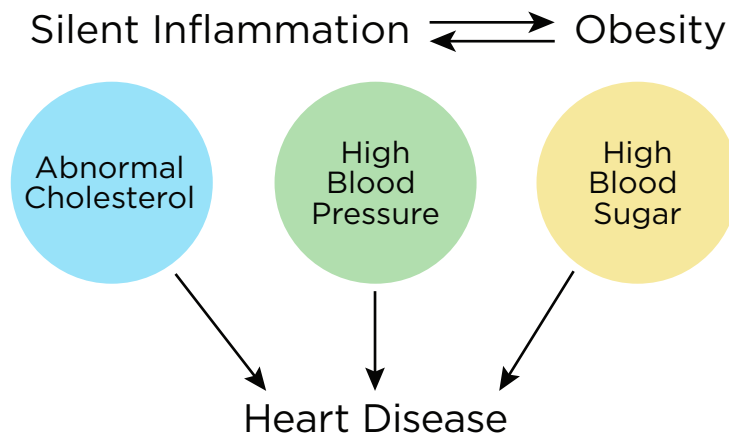 Silent Inflammation
Obesity
Abnormal
Cholesterol
High
Blood
Pressure
High
Blood
Sugar
Heart Disease